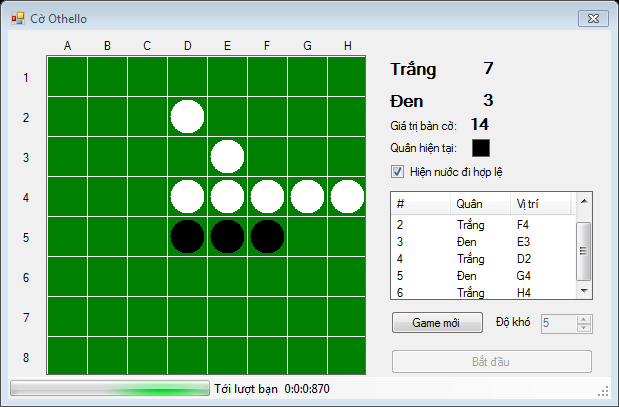 Cờ Othello
A B C D E F G H
1
2
3
4
5
6
7
8
Trắng 7
Đen 3
Giá trị bàn cờ: 14
Quân hiện tại:
Hiện nước đi hợp lệ
# Quân Vị trí
2 Trắng F4
3 Đen E3
4 Trắng D2
5 Đen G4
6 Trắng H4
Game mới Độ khó 5
Bắt đầu
Tới lượt bạn 0:0:0:870